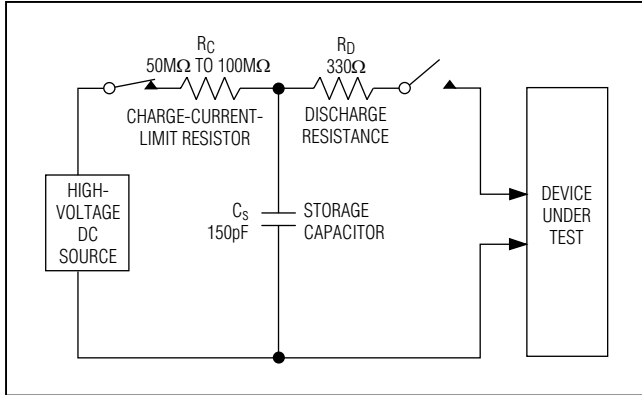 RC
50MΩ TO 100MΩ
CHARGE-CURRENT-
LIMIT RESISTOR
RD
330Ω
DISCHARGE
RESISTANCE
HIGH-
VOLTAGE
DC
SOURCE
CS
150pF
STORAGE
CAPACITOR
DEVICE
UNDER
TEST